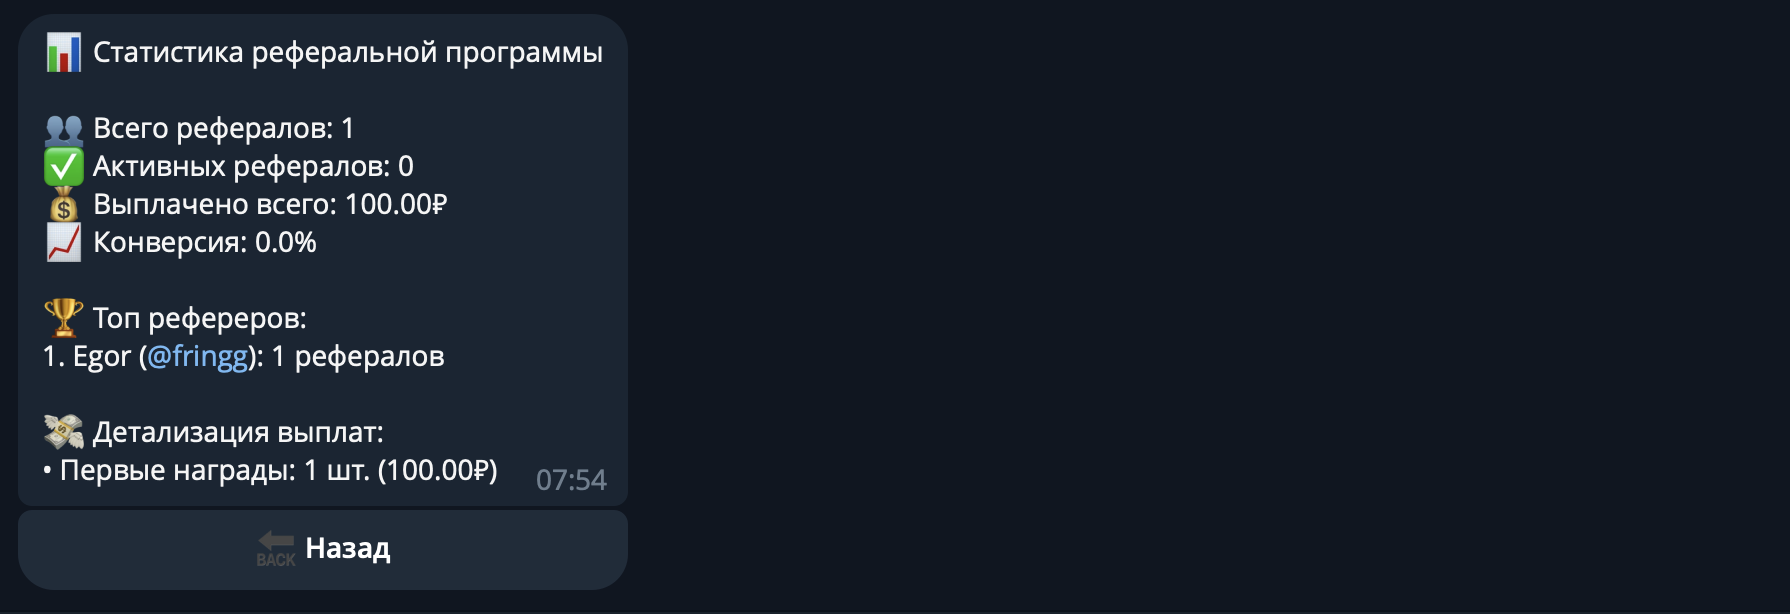 📊 Статистика реферальной программы
👥 Всего рефералов: 1
✅ Активных рефералов: 0
💰 Выплачено всего: 100.00₽
📈 Конверсия: 0.0%
🏆 Топ рефереров:
1. Egor (@fringg): 1 рефералов
💸 Детализация выплат:
• Первые награды: 1 шт. (100.00₽)
07:54
🔙 Назад